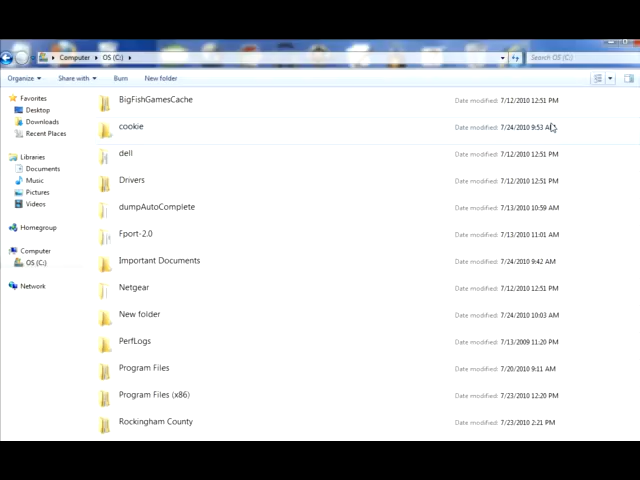 Computer ▸ OS (C:) ▸
Search OS (C:)
Organize ▾ Share with ▾ Burn New folder
Favorites
Desktop
Downloads
Recent Places
Libraries
Documents
Music
Pictures
Videos
Homegroup
Computer
OS (C:)
Network
BigFishGamesCache Date modified: 7/12/2010 12:51 PM
cookie Date modified: 7/24/2010 9:53 AM
dell Date modified: 7/12/2010 12:51 PM
Drivers Date modified: 7/12/2010 12:51 PM
dumpAutoComplete Date modified: 7/13/2010 10:59 AM
Fport-2.0 Date modified: 7/13/2010 11:01 AM
Important Documents Date modified: 7/24/2010 9:42 AM
Netgear Date modified: 7/12/2010 12:51 PM
New folder Date modified: 7/24/2010 10:03 AM
PerfLogs Date modified: 7/13/2009 11:20 PM
Program Files Date modified: 7/20/2010 9:11 AM
Program Files (x86) Date modified: 7/23/2010 12:20 PM
Rockingham County Date modified: 7/23/2010 2:21 PM